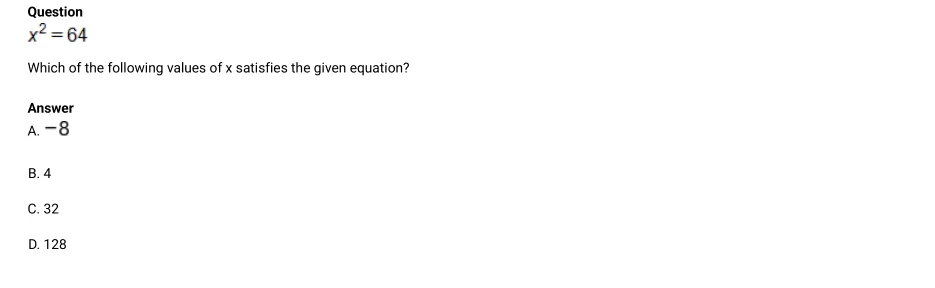 Question
x² = 64
Which of the following values of x satisfies the given equation?
Answer
A. −8
B. 4
C. 32
D. 128